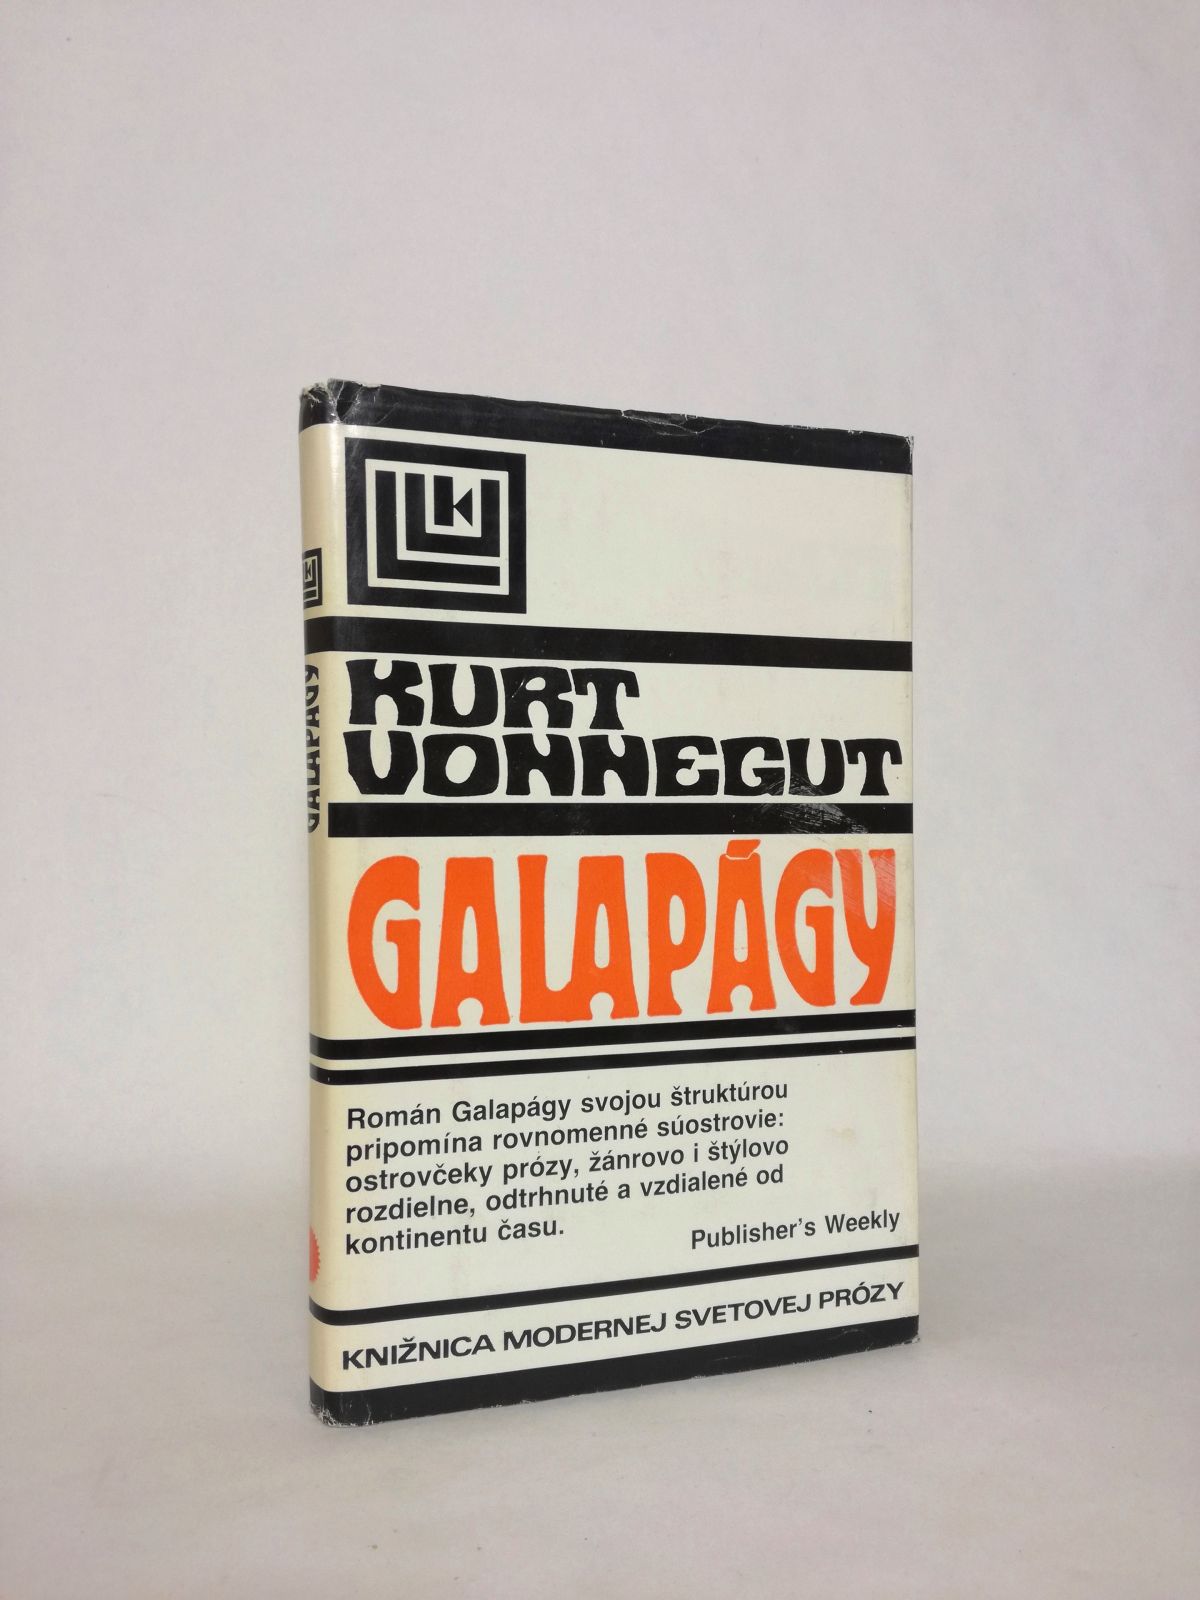 K
KURT
VONNEGUT
GALAPÁGY
Román Galapágy svojou štruktúrou
pripomína rovnomenné súostrovie:
ostrovčeky prózy, žánrovo i štýlovo
rozdielne, odtrhnuté a vzdialené od
kontinentu času.
Publisher's Weekly
KNIŽNICA MODERNEJ SVETOVEJ PRÓZY
K
GALAPÁGY